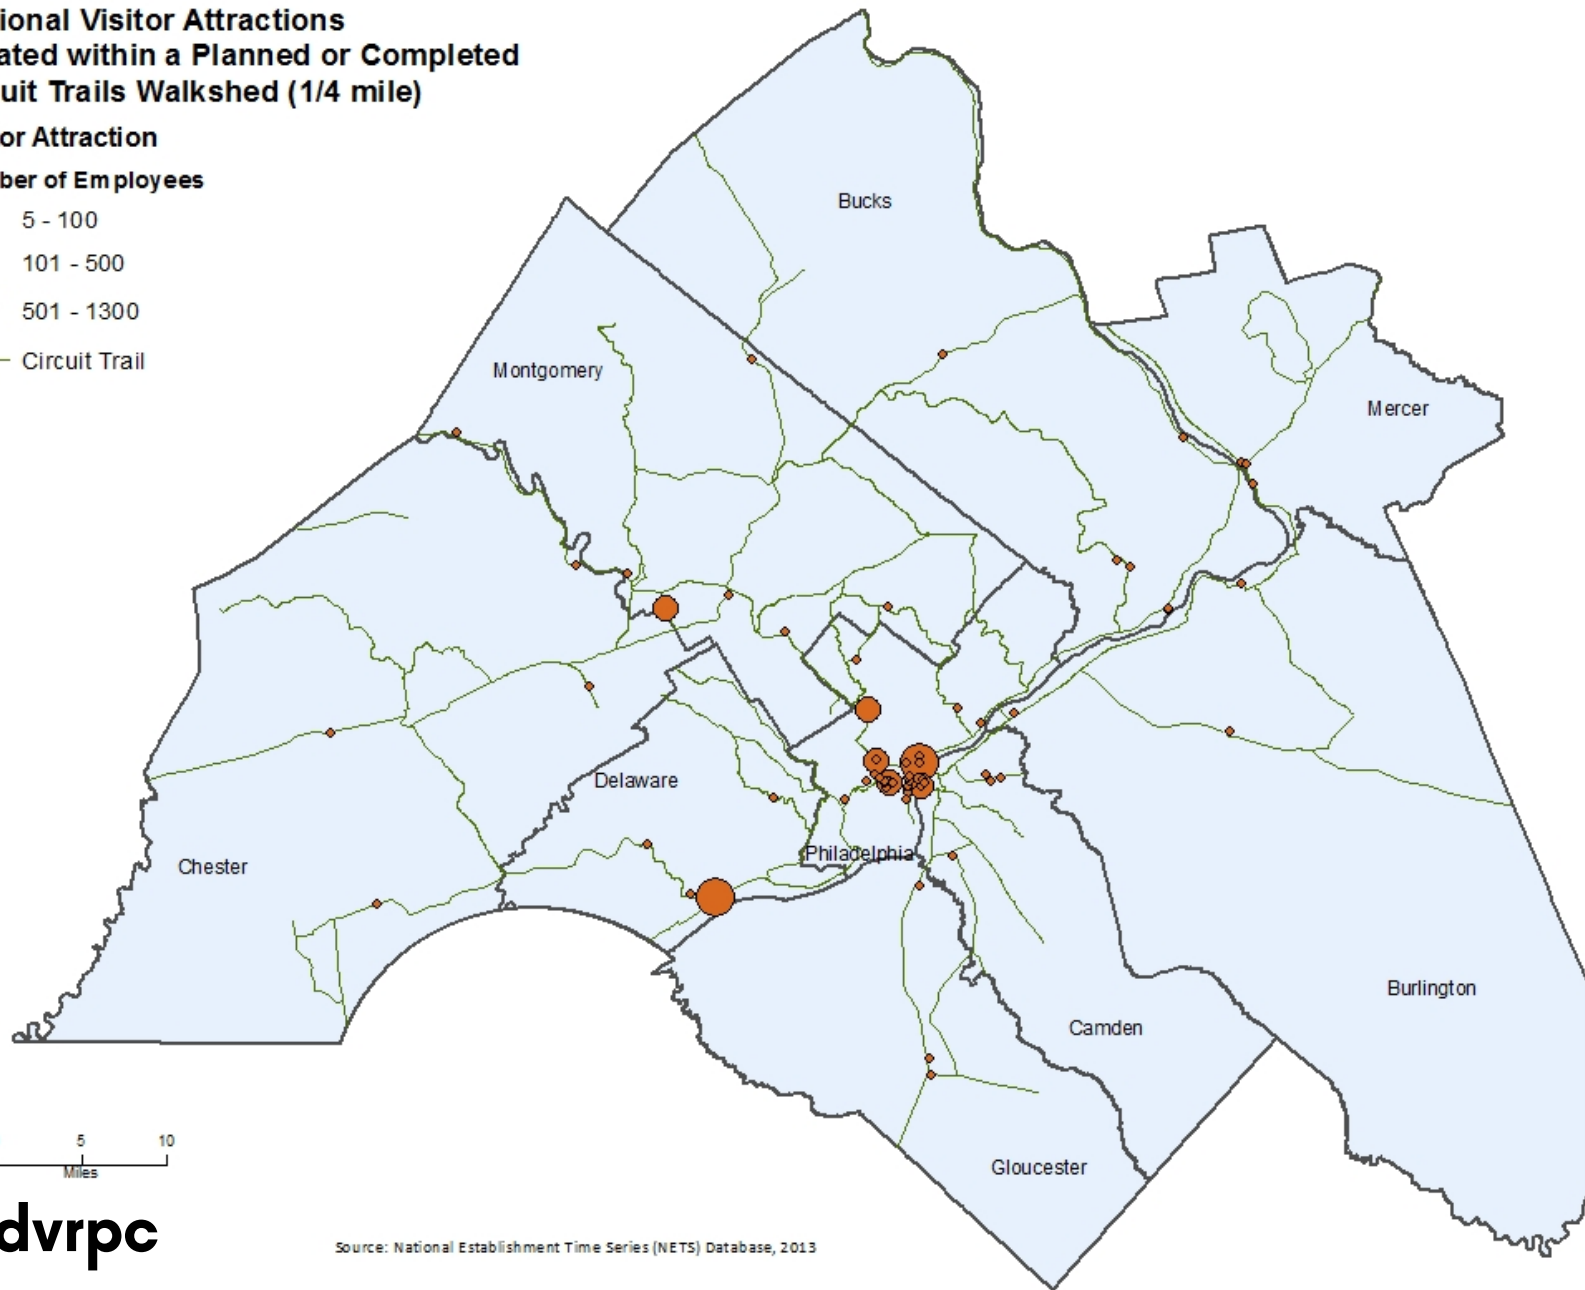 ional Visitor Attractions
ated within a Planned or Completed
uit Trails Walkshed (1/4 mile)
or Attraction
ber of Employees
5 - 100
101 - 500
501 - 1300
Circuit Trail
Bucks
Montgomery
Mercer
Delaware
Philadelphia
Chester
Burlington
Camden
Gloucester
5 10
Miles
dvrpc
Source: National Establishment Time Series (NETS) Database, 2013